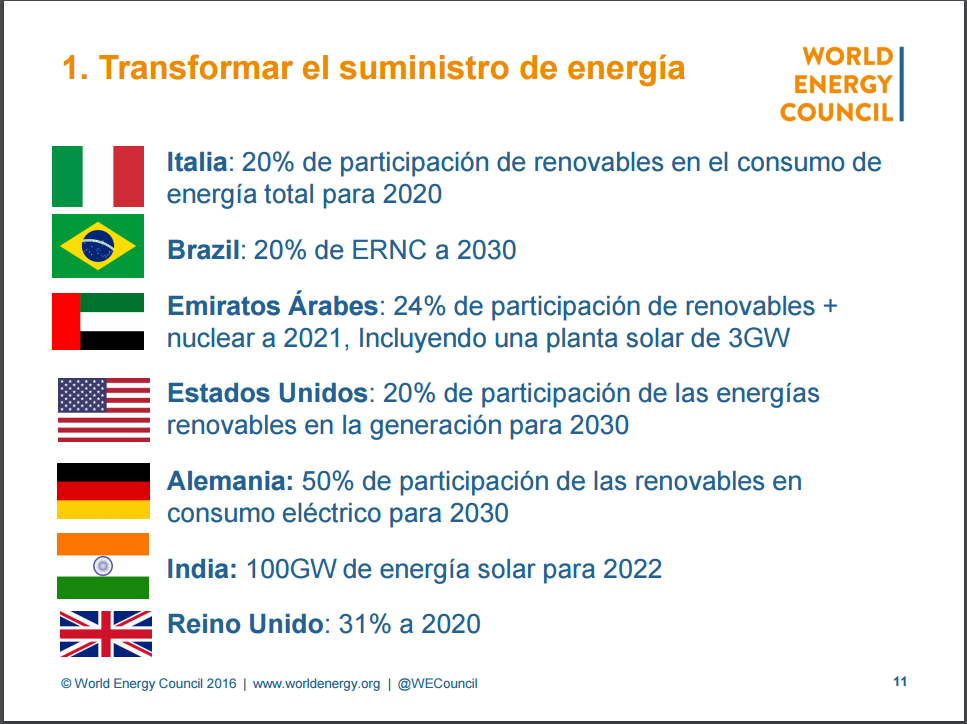 1. Transformar el suministro de energía
WORLD
ENERGY
COUNCIL
Italia: 20% de participación de renovables en el consumo de
energía total para 2020
Brazil: 20% de ERNC a 2030
Emiratos Árabes: 24% de participación de renovables +
nuclear a 2021, Incluyendo una planta solar de 3GW
Estados Unidos: 20% de participación de las energías
renovables en la generación para 2030
Alemania: 50% de participación de las renovables en
consumo eléctrico para 2030
India: 100GW de energía solar para 2022
Reino Unido: 31% a 2020
© World Energy Council 2016 | www.worldenergy.org | @WECouncil
11